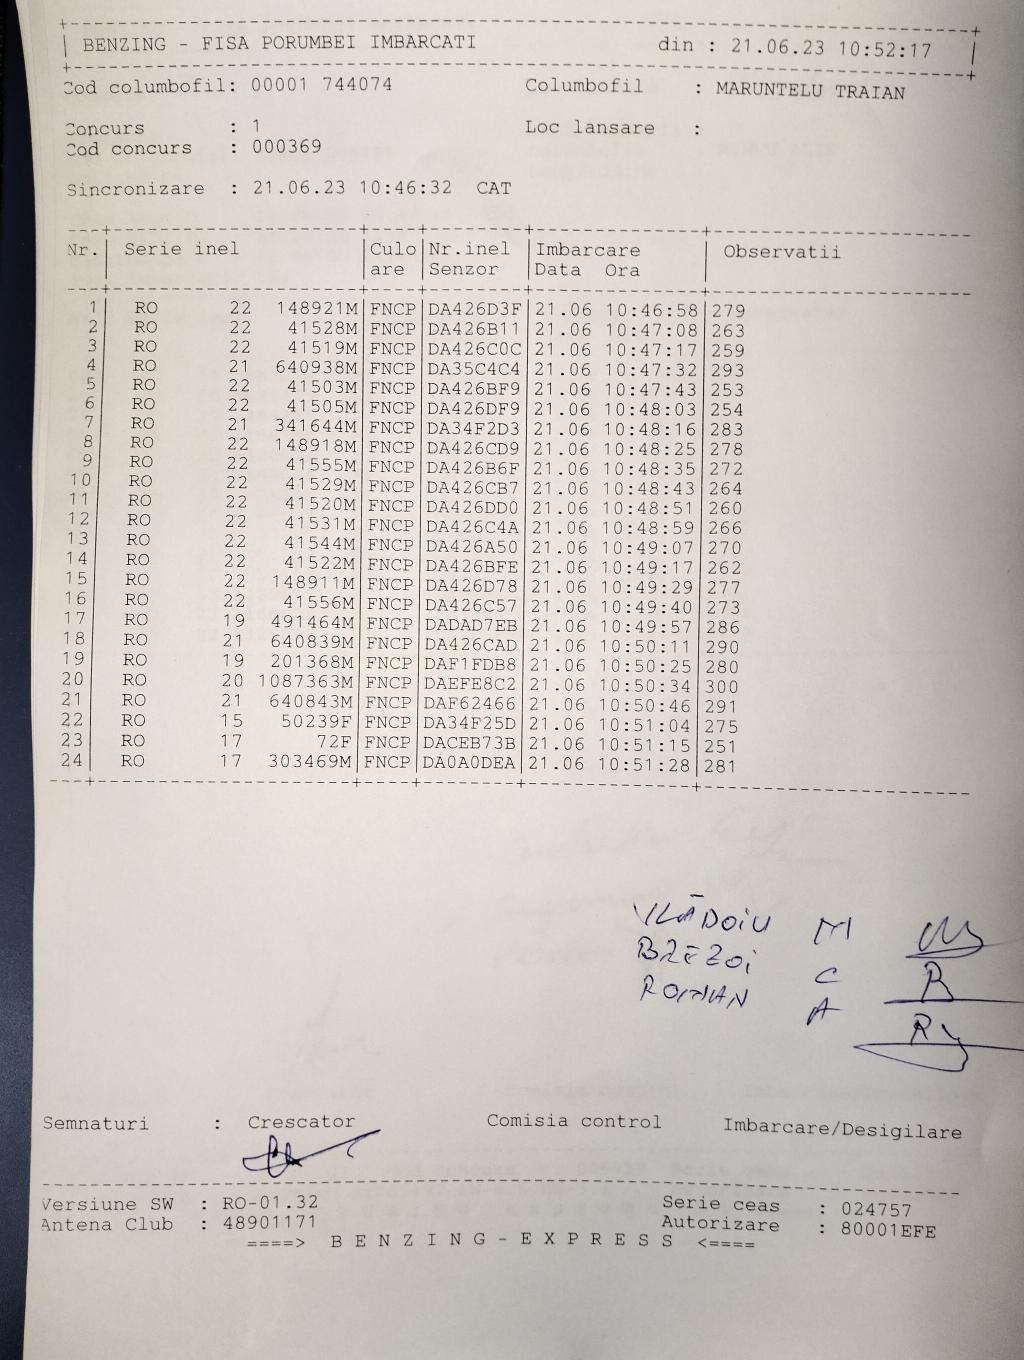 BENZING - FISA PORUMBEI IMBARCATI din : 21.06.23 10:52:17
Cod columbofil: 00001 744074 Columbofil : MARUNTELU TRAIAN
Concurs : 1 Loc lansare :
Cod concurs : 000369
Sincronizare : 21.06.23 10:46:32 CAT
Nr. Serie inel Culo Nr.inel Imbarcare Observatii
are Senzor Data Ora
1 RO 22 148921M FNCP DA426D3F 21.06 10:46:58 279
2 RO 22 41528M FNCP DA426B11 21.06 10:47:08 263
3 RO 22 41519M FNCP DA426C0C 21.06 10:47:17 259
4 RO 21 640938M FNCP DA35C4C4 21.06 10:47:32 293
5 RO 22 41503M FNCP DA426BF9 21.06 10:47:43 253
6 RO 22 41505M FNCP DA426DF9 21.06 10:48:03 254
7 RO 21 341644M FNCP DA34F2D3 21.06 10:48:16 283
8 RO 22 148918M FNCP DA426CD9 21.06 10:48:25 278
9 RO 22 41555M FNCP DA426B6F 21.06 10:48:35 272
10 RO 22 41529M FNCP DA426CB7 21.06 10:48:43 264
11 RO 22 41520M FNCP DA426DD0 21.06 10:48:51 260
12 RO 22 41531M FNCP DA426C4A 21.06 10:48:59 266
13 RO 22 41544M FNCP DA426A50 21.06 10:49:07 270
14 RO 22 41522M FNCP DA426BFE 21.06 10:49:17 262
15 RO 22 148911M FNCP DA426D78 21.06 10:49:29 277
16 RO 22 41556M FNCP DA426C57 21.06 10:49:40 273
17 RO 19 491464M FNCP DADAD7EB 21.06 10:49:57 286
18 RO 21 640839M FNCP DA426CAD 21.06 10:50:11 290
19 RO 19 201368M FNCP DAF1FDB8 21.06 10:50:25 280
20 RO 20 1087363M FNCP DAEFE8C2 21.06 10:50:34 300
21 RO 21 640843M FNCP DAF62466 21.06 10:50:46 291
22 RO 15 50239F FNCP DA34F25D 21.06 10:51:04 275
23 RO 17 72F FNCP DACEB73B 21.06 10:51:15 251
24 RO 17 303469M FNCP DA0A0DEA 21.06 10:51:28 281
VLĂDOIU M
BREZOI C
ROMAN A
Semnaturi : Crescator Comisia control Imbarcare/Desigilare
Versiune SW : RO-01.32 Serie ceas : 024757
Antena Club : 48901171 Autorizare : 80001EFE
====> B E N Z I N G - E X P R E S S <====